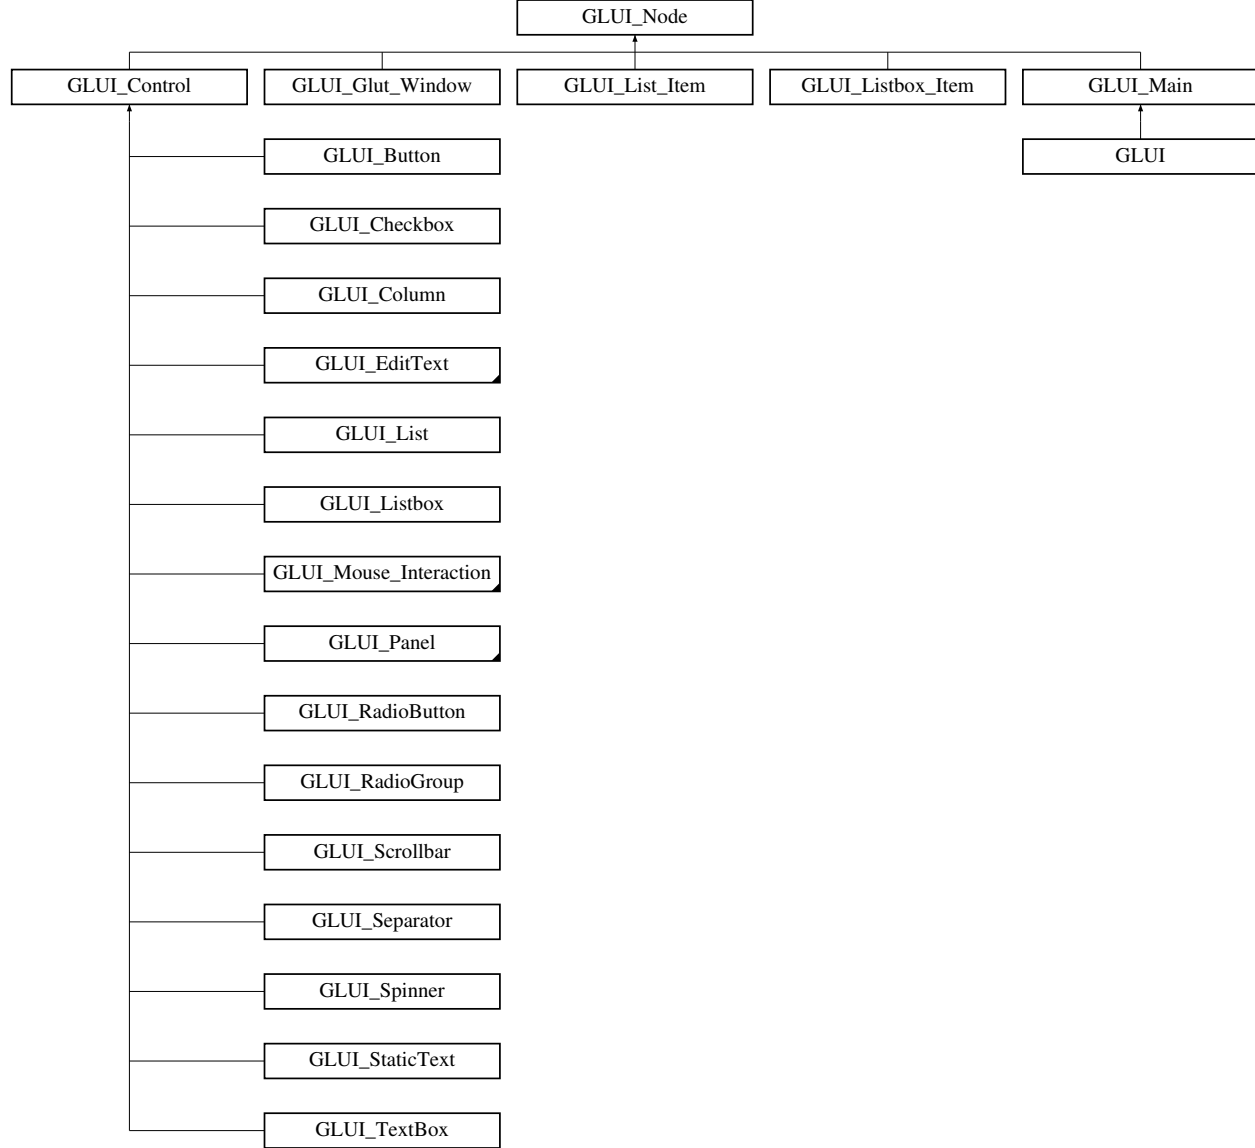 GLUI_Node
GLUI_Control
GLUI_Glut_Window
GLUI_List_Item
GLUI_Listbox_Item
GLUI_Main
GLUI_Button
GLUI
GLUI_Checkbox
GLUI_Column
GLUI_EditText
GLUI_List
GLUI_Listbox
GLUI_Mouse_Interaction
GLUI_Panel
GLUI_RadioButton
GLUI_RadioGroup
GLUI_Scrollbar
GLUI_Separator
GLUI_Spinner
GLUI_StaticText
GLUI_TextBox